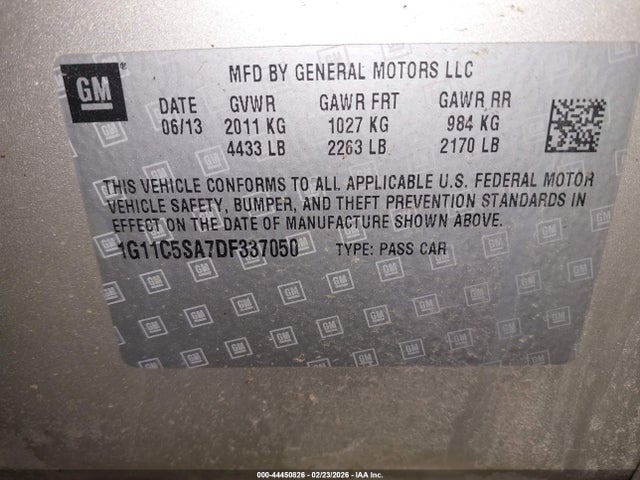 GM
MFD BY GENERAL MOTORS LLC
DATE GVWR GAWR FRT GAWR RR
06/13 2011 KG 1027 KG 984 KG
4433 LB 2263 LB 2170 LB
THIS VEHICLE CONFORMS TO ALL APPLICABLE U.S. FEDERAL MOTOR
VEHICLE SAFETY, BUMPER, AND THEFT PREVENTION STANDARDS IN
EFFECT ON THE DATE OF MANUFACTURE SHOWN ABOVE.
1G11C5SA7DF337050 TYPE: PASS CAR
000-44450826 - 02/23/2026 - IAA Inc.